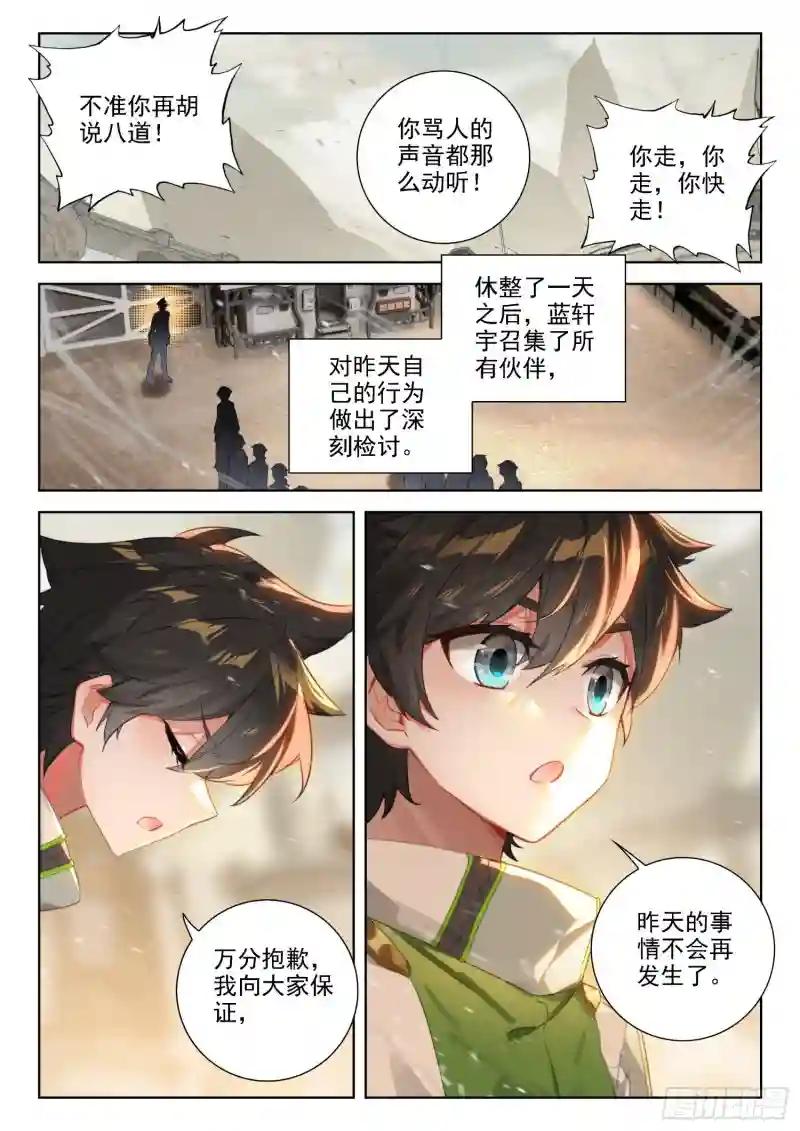 不准你再胡
说八道！
你骂人的
声音都那
么动听！
你走，你
走，你快
走！
休整了一天
之后，蓝轩
宇召集了所
有伙伴，
对昨天自
己的行为
做出了深
刻检讨。
万分抱歉，
我向大家保
证，
昨天的事
情不会再
发生了。